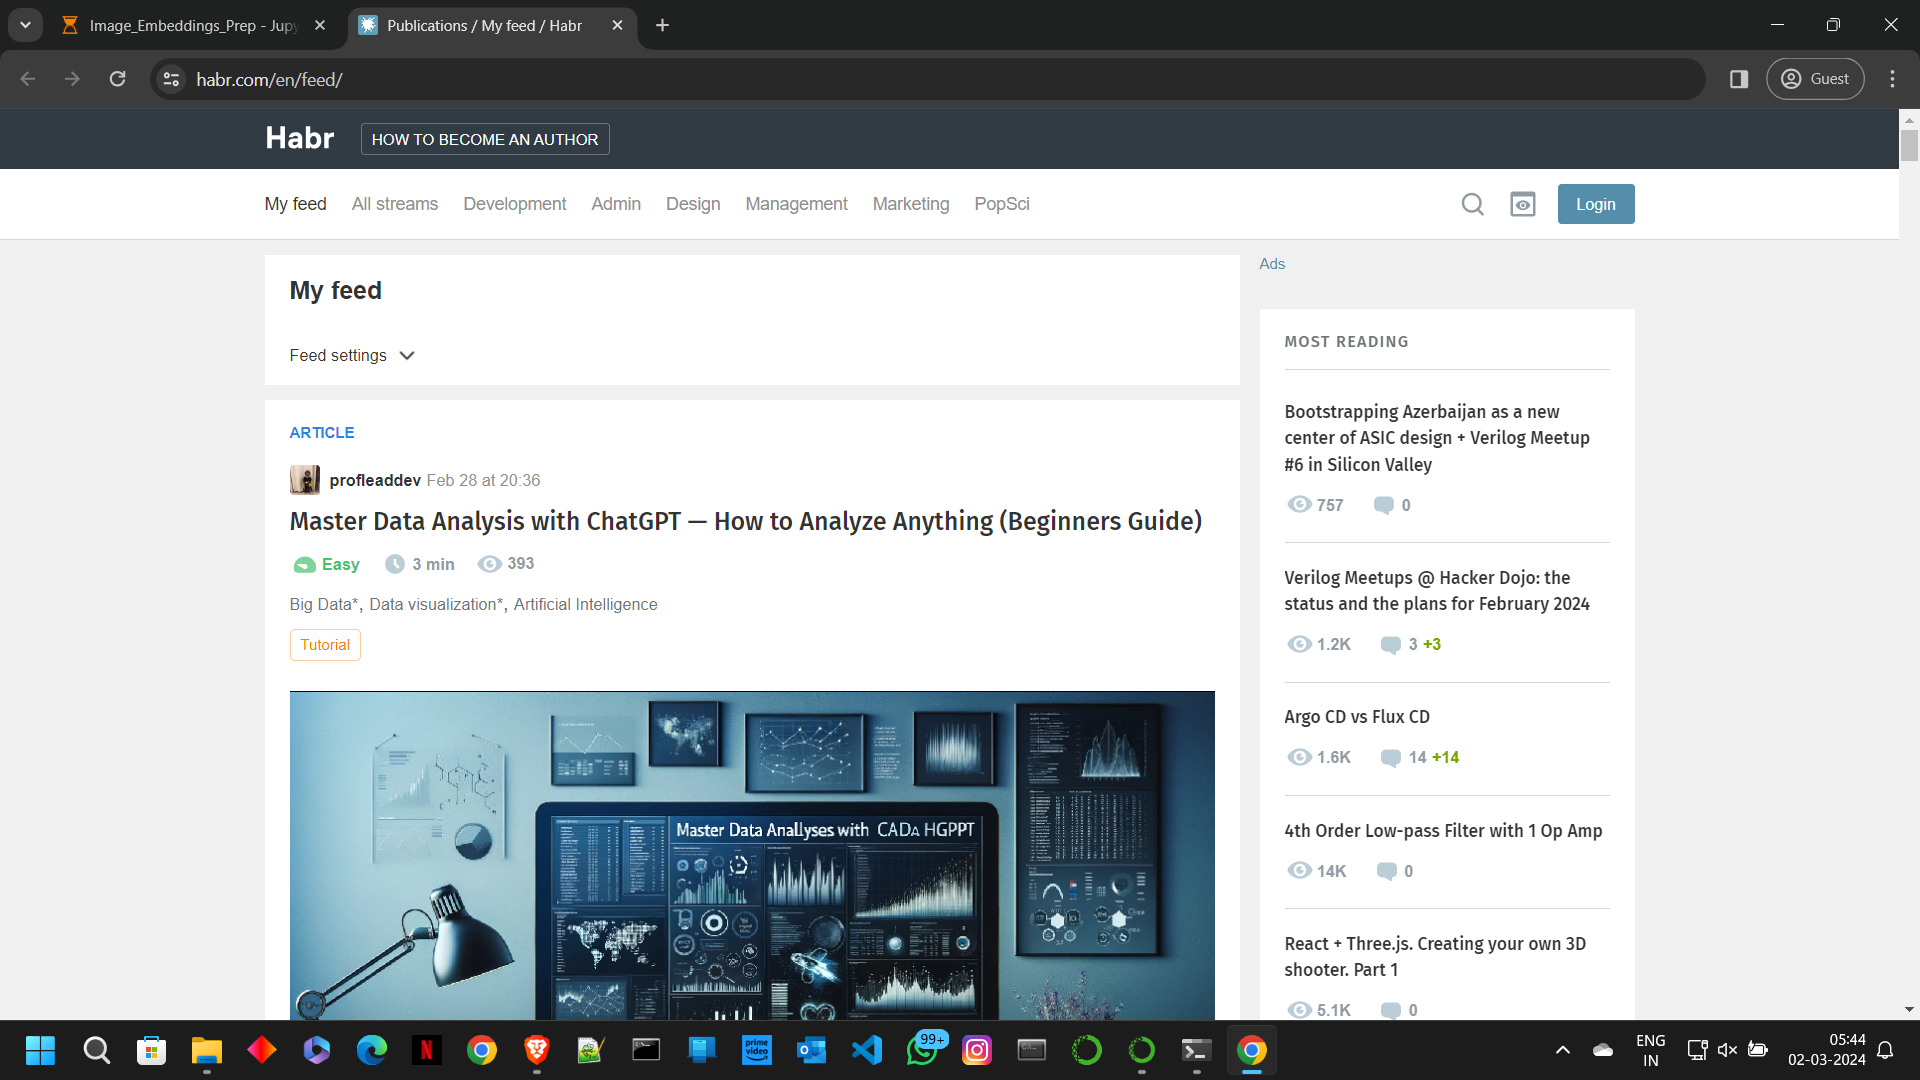 Image_Embeddings_Prep - Jupy
Publications / My feed / Habr
habr.com/en/feed/
Guest
Habr
HOW TO BECOME AN AUTHOR
My feed All streams Development Admin Design Management Marketing PopSci
Login
My feed
Feed settings
ARTICLE
profleaddev Feb 28 at 20:36
Master Data Analysis with ChatGPT — How to Analyze Anything (Beginners Guide)
Easy 3 min 393
Big Data*, Data visualization*, Artificial Intelligence
Tutorial
Master Data Anallyses with CADA HGPPT
Ads
MOST READING
Bootstrapping Azerbaijan as a new
center of ASIC design + Verilog Meetup
#6 in Silicon Valley
757 0
Verilog Meetups @ Hacker Dojo: the
status and the plans for February 2024
1.2K 3 +3
Argo CD vs Flux CD
1.6K 14 +14
4th Order Low-pass Filter with 1 Op Amp
14K 0
React + Three.js. Creating your own 3D
shooter. Part 1
5.1K 0
N
prime
video
99+
ENG
IN
05:44
02-03-2024